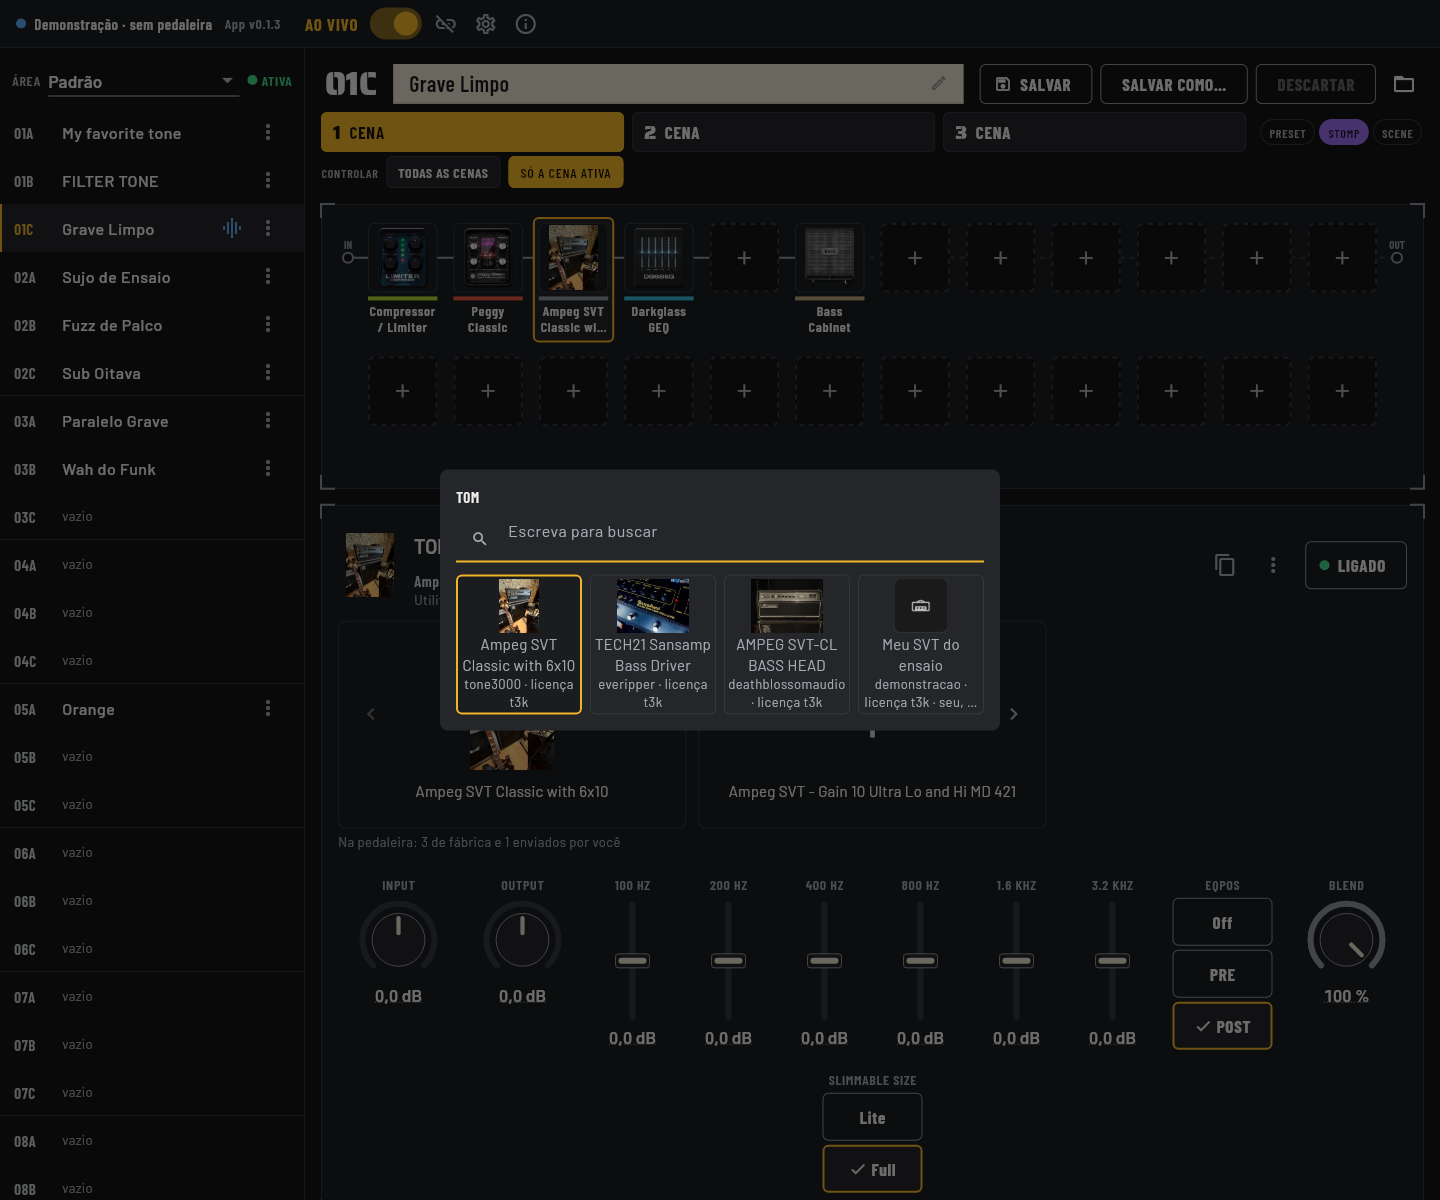 Demonstração · sem pedaleira App v0.1.3 AO VIVO
ÁREA Padrão ATIVA
01A My favorite tone
01B FILTER TONE
01C Grave Limpo
02A Sujo de Ensaio
02B Fuzz de Palco
02C Sub Oitava
03A Paralelo Grave
03B Wah do Funk
03C vazio
04A vazio
04B vazio
04C vazio
05A Orange
05B vazio
05C vazio
06A vazio
06B vazio
06C vazio
07A vazio
07B vazio
07C vazio
08A vazio
08B vazio
01C Grave Limpo SALVAR SALVAR COMO... DESCARTAR
1 CENA 2 CENA 3 CENA PRESET STOMP SCENE
CONTROLAR TODAS AS CENAS SÓ A CENA ATIVA
IN OUT
LIMITER
DGBEEQ
Compressor
/ Limiter
Peggy
Classic
Ampeg SVT
Classic wi...
Darkglass
GEQ
Bass
Cabinet
TOM
Escreva para buscar
Ampeg SVT
Classic with 6x10
tone3000 · licença
t3k
TECH21 Sansamp
Bass Driver
everipper · licença
t3k
AMPEG SVT-CL
BASS HEAD
deathblossomaudio
· licença t3k
Meu SVT do
ensaio
demonstracao ·
licença t3k · seu, ...
LIGADO
Ampeg SVT Classic with 6x10
Ampeg SVT - Gain 10 Ultra Lo and Hi MD 421
Na pedaleira: 3 de fábrica e 1 enviados por você
INPUT OUTPUT 100 HZ 200 HZ 400 HZ 800 HZ 1.6 KHZ 3.2 KHZ EQPOS BLEND
Off
PRE
POST
0,0 dB 0,0 dB 100 %
0,0 dB 0,0 dB 0,0 dB 0,0 dB 0,0 dB 0,0 dB
SLIMMABLE SIZE
Lite
Full